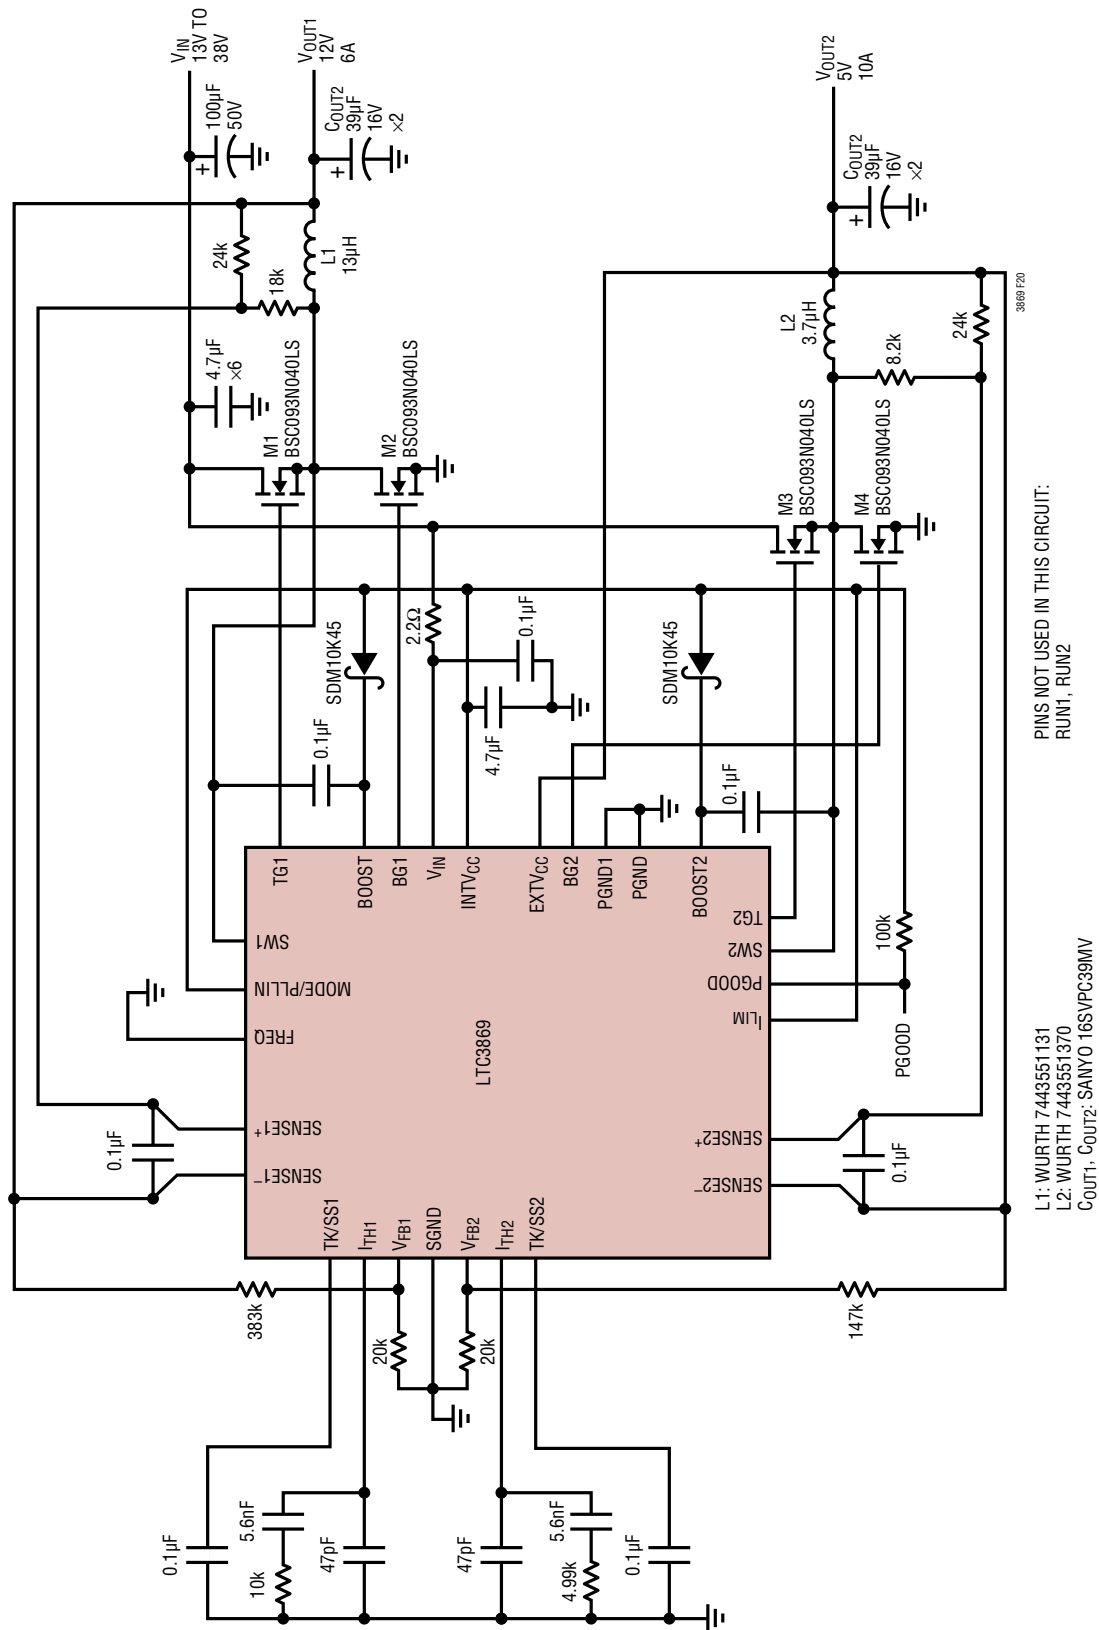 VIN
13V TO
38V
VOUT1
12V
6A
100µF
50V
COUT2
39µF
16V
×2
24k
18k
L1
13µH
4.7µF
×6
M1
BSC093N040LS
M2
BSC093N040LS
VOUT2
5V
10A
COUT2
39µF
16V
×2
L2
3.7µH
8.2k
24k
3869 F20
M3
BSC093N040LS
M4
BSC093N040LS
SDM10K45
0.1µF
2.2Ω
0.1µF
4.7µF
SDM10K45
0.1µF
TG1
BOOST
BG1
VIN
INTVCC
EXTVCC
BG2
PGND1
PGND
BOOST2
SW1
MODE/PLLIN
FREQ
SENSE1+
SENSE1–
LTC3869
TG2
SW2
PGOOD
ILIM
SENSE2+
SENSE2–
100k
PGOOD
0.1µF
0.1µF
TK/SS1
ITH1
VFB1
SGND
VFB2
ITH2
TK/SS2
383k
20k
20k
147k
0.1µF
10k
5.6nF
47pF
47pF
4.99k
5.6nF
0.1µF
PINS NOT USED IN THIS CIRCUIT:
RUN1, RUN2
L1: WURTH 7443551131
L2: WURTH 7443551370
COUT1, COUT2: SANYO 16SVPC39MV